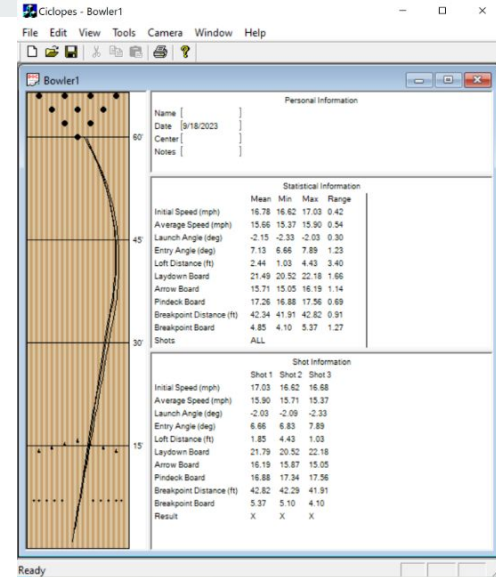 Ciclopes - Bowler1
File Edit View Tools Camera Window Help
Bowler1
60'
45'
30'
15'
Personal Information
Name [ ]
Date [9/18/2023 ]
Center [ ]
Notes [ ]
Statistical Information
Mean Min Max Range
Initial Speed (mph) 16.78 16.62 17.03 0.42
Average Speed (mph) 15.66 15.37 15.90 0.54
Launch Angle (deg) -2.15 -2.33 -2.03 0.30
Entry Angle (deg) 7.13 6.66 7.89 1.23
Loft Distance (ft) 2.44 1.03 4.43 3.40
Laydown Board 21.49 20.52 22.18 1.66
Arrow Board 15.71 15.05 16.19 1.14
Pindeck Board 17.26 16.88 17.56 0.69
Breakpoint Distance (ft) 42.34 41.91 42.82 0.91
Breakpoint Board 4.85 4.10 5.37 1.27
Shots ALL
Shot Information
Shot 1 Shot 2 Shot 3
Initial Speed (mph) 17.03 16.62 16.68
Average Speed (mph) 15.90 15.71 15.37
Launch Angle (deg) -2.03 -2.09 -2.33
Entry Angle (deg) 6.66 6.83 7.89
Loft Distance (ft) 1.85 4.43 1.03
Laydown Board 21.79 20.52 22.18
Arrow Board 16.19 15.87 15.05
Pindeck Board 16.88 17.34 17.56
Breakpoint Distance (ft) 42.82 42.29 41.91
Breakpoint Board 5.37 5.10 4.10
Result X X X
Ready